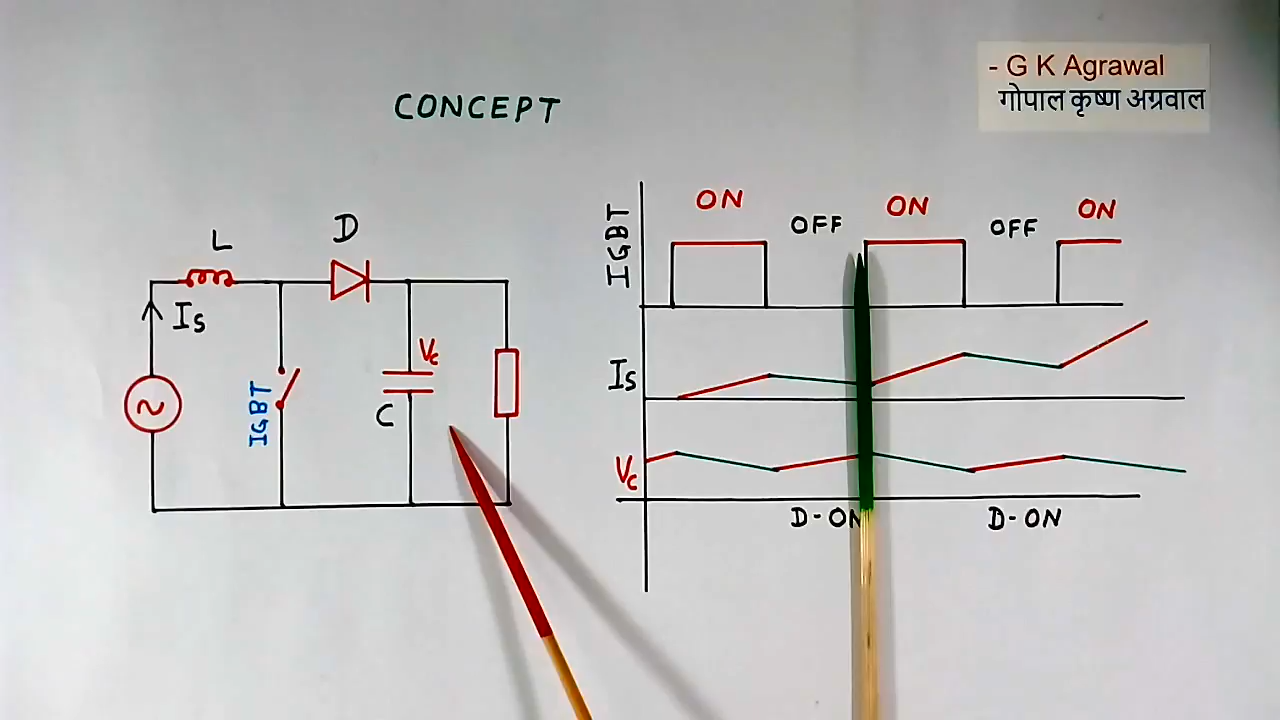 - G K Agrawal
गोपाल कृष्ण अग्रवाल
CONCEPT
L
D
Is
IGBT
Vc
C
IGBT
ON
OFF
ON
OFF
ON
Is
Vc
D-ON
D-ON